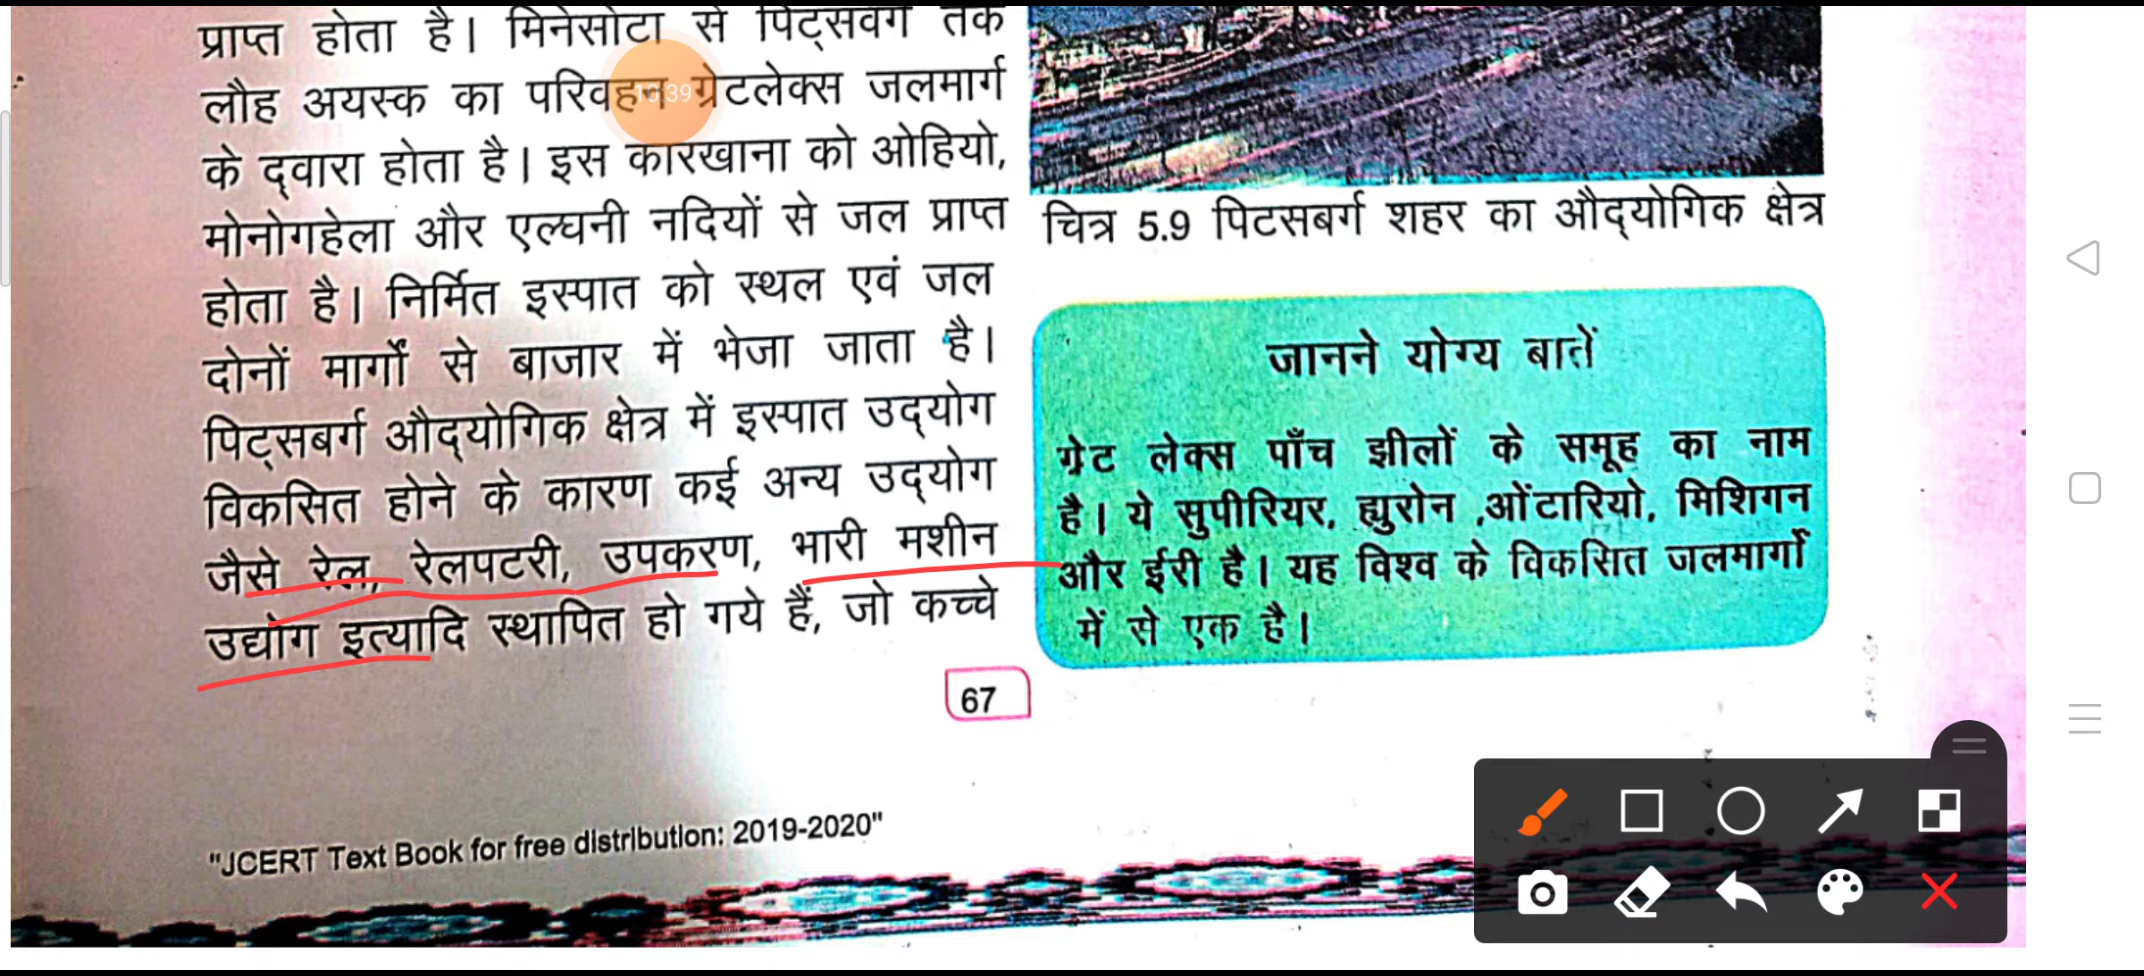 प्राप्त होता है। मिनेसोटा से पिट्सवर्ग तक
लौह अयस्क का परिवहन ग्रेटलेक्स जलमार्ग
के द्वारा होता है। इस कारखाना को ओहियो,
मोनोगहेला और एल्घनी नदियों से जल प्राप्त
होता है। निर्मित इस्पात को स्थल एवं जल
दोनों मार्गों से बाजार में भेजा जाता है।
पिट्सबर्ग औद्योगिक क्षेत्र में इस्पात उद्योग
विकसित होने के कारण कई अन्य उद्योग
जैसे रेल, रेलपटरी, उपकरण, भारी मशीन
उद्योग इत्यादि स्थापित हो गये हैं, जो कच्चे
चित्र 5.9 पिटसबर्ग शहर का औद्योगिक क्षेत्र
जानने योग्य बातें
ग्रेट लेक्स पाँच झीलों के समूह का नाम
है। ये सुपीरियर, ह्युरोन ,ओंटारियो, मिशिगन
और ईरी है। यह विश्व के विकसित जलमार्गों
में से एक है।
67
"JCERT Text Book for free distribution: 2019-2020"